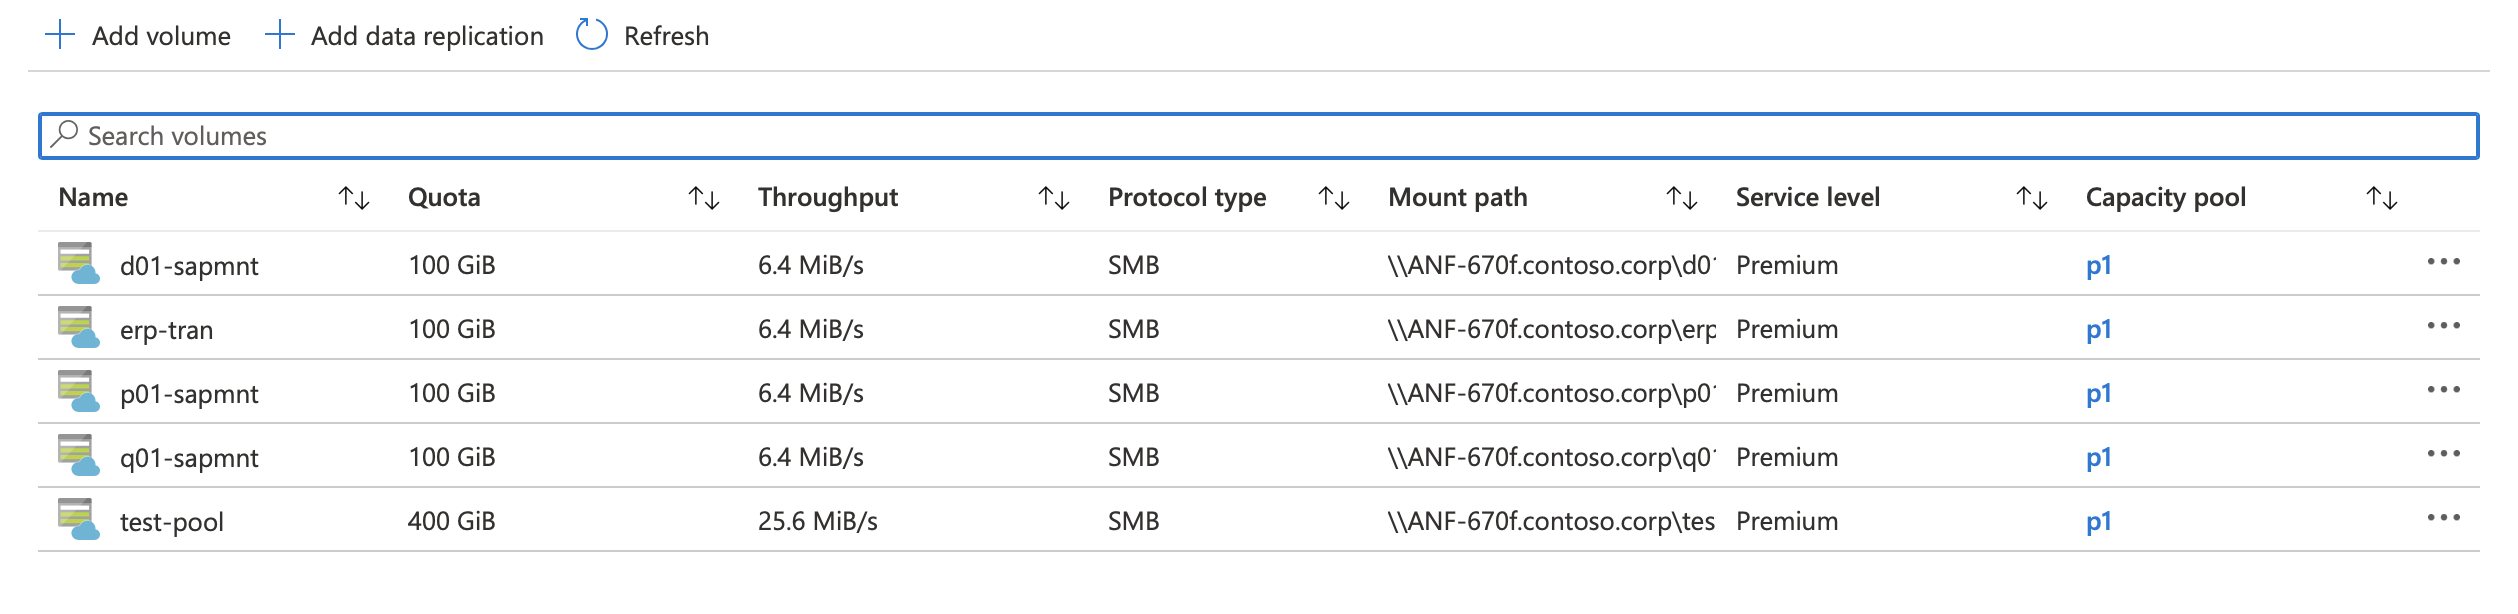 Add volume Add data replication Refresh
Search volumes
Name Quota Throughput Protocol type Mount path Service level Capacity pool
d01-sapmnt 100 GiB 6.4 MiB/s SMB \\ANF-670f.contoso.corp\d01 Premium p1
erp-tran 100 GiB 6.4 MiB/s SMB \\ANF-670f.contoso.corp\erp Premium p1
p01-sapmnt 100 GiB 6.4 MiB/s SMB \\ANF-670f.contoso.corp\p01 Premium p1
q01-sapmnt 100 GiB 6.4 MiB/s SMB \\ANF-670f.contoso.corp\q01 Premium p1
test-pool 400 GiB 25.6 MiB/s SMB \\ANF-670f.contoso.corp\tes Premium p1